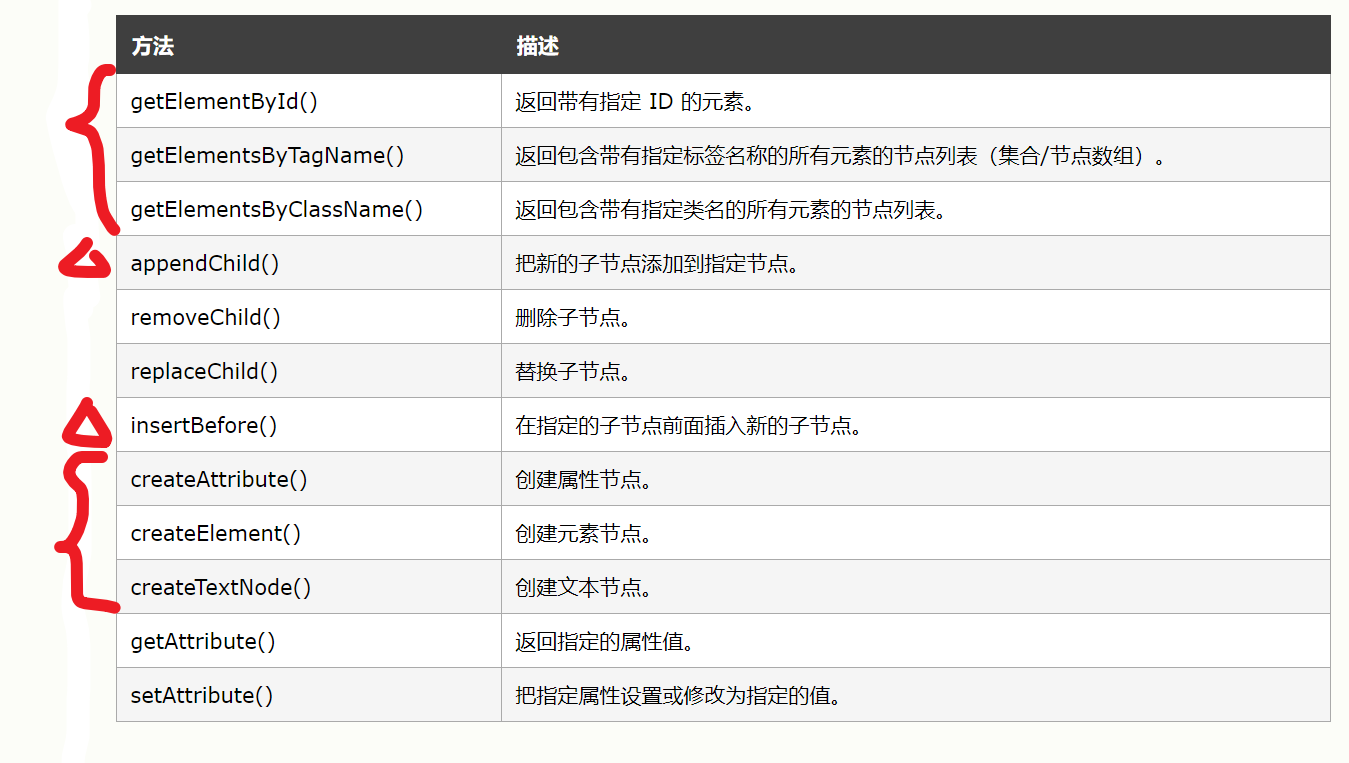 方法 描述
getElementById() 返回带有指定 ID 的元素。
getElementsByTagName() 返回包含带有指定标签名称的所有元素的节点列表（集合/节点数组）。
getElementsByClassName() 返回包含带有指定类名的所有元素的节点列表。
appendChild() 把新的子节点添加到指定节点。
removeChild() 删除子节点。
replaceChild() 替换子节点。
insertBefore() 在指定的子节点前面插入新的子节点。
createAttribute() 创建属性节点。
createElement() 创建元素节点。
createTextNode() 创建文本节点。
getAttribute() 返回指定的属性值。
setAttribute() 把指定属性设置或修改为指定的值。